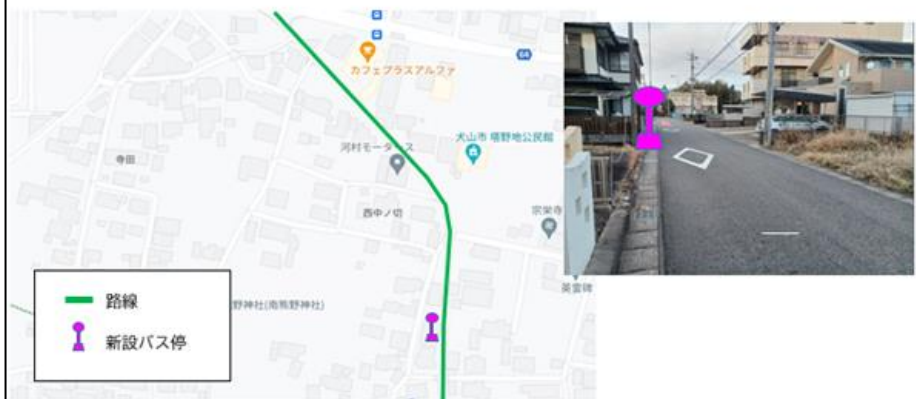 64
カフェプラスアルファ
犬山市 塔野地公民館
河村モータース
寺田
西中ノ切
宗栄寺
英霊碑
野神社(南熊野神社)
路線
新設バス停